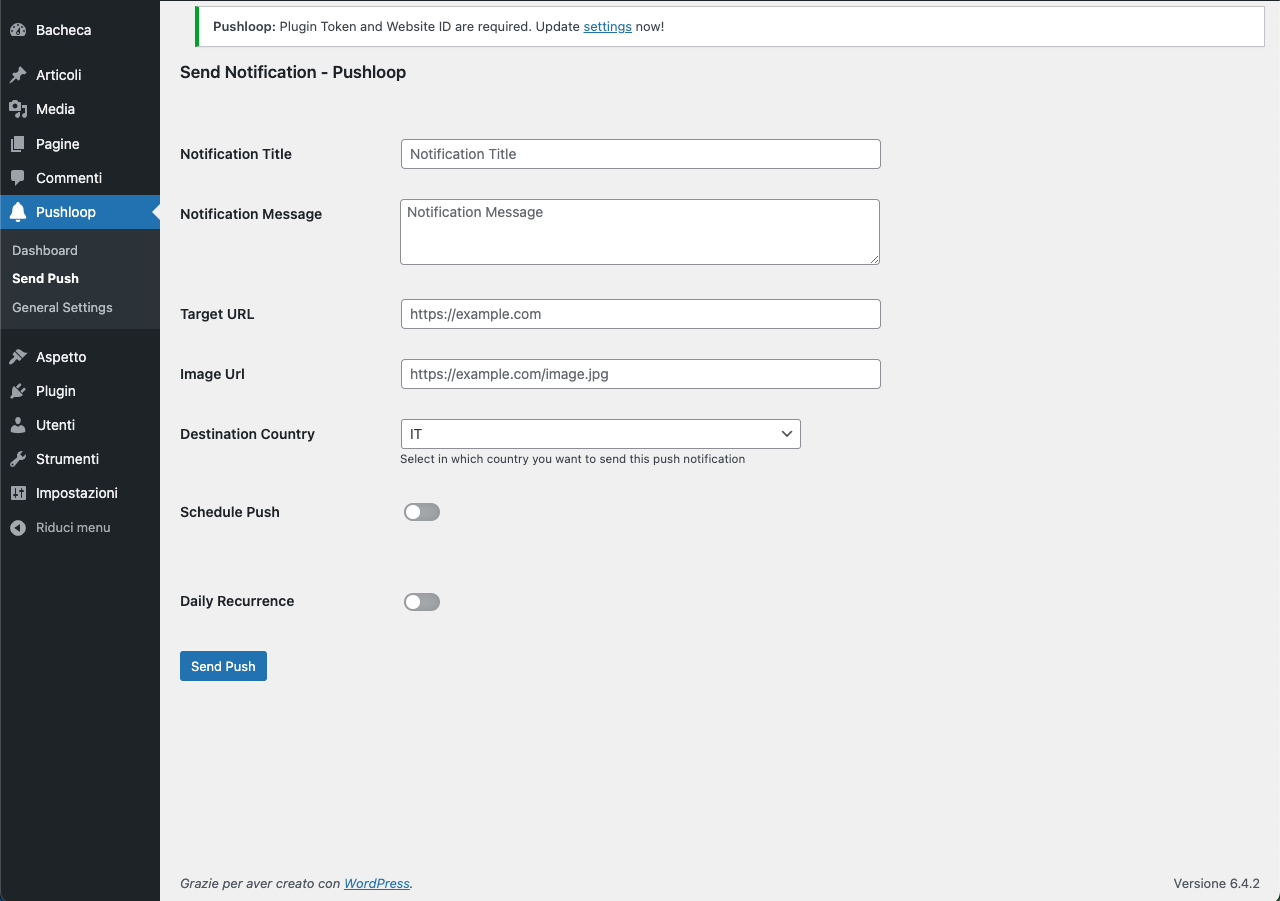 Bacheca
Articoli
Media
Pagine
Commenti
Pushloop
Dashboard
Send Push
General Settings
Aspetto
Plugin
Utenti
Strumenti
Impostazioni
Riduci menu
Pushloop: Plugin Token and Website ID are required. Update settings now!
Send Notification - Pushloop
Notification Title
Notification Title
Notification Message
Notification Message
Target URL
https://example.com
Image Url
https://example.com/image.jpg
Destination Country
IT
Select in which country you want to send this push notification
Schedule Push
Daily Recurrence
Send Push
Grazie per aver creato con WordPress.
Versione 6.4.2